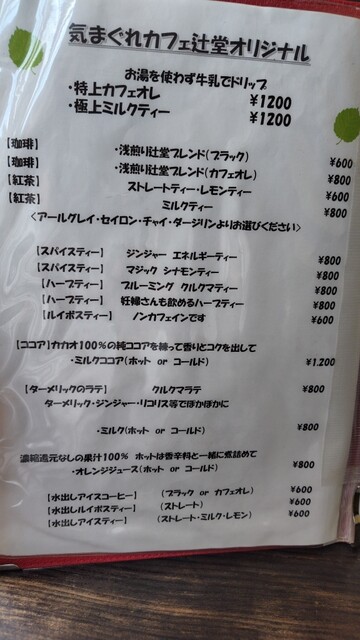 気まぐれカフェ辻堂オリジナル
お湯を使わず牛乳でドリップ
・特上カフェオレ ¥1200
・極上ミルクティー ¥1200
【珈琲】 ・浅煎り辻堂ブレンド(ブラック) ¥600
【珈琲】 ・浅煎り辻堂ブレンド(カフェオレ) ¥800
【紅茶】 ストレートティー・レモンティー ¥600
【紅茶】 ミルクティー ¥800
<アールグレイ・セイロン・チャイ・ダージリンよりお選びください>
【スパイスティー】 ジンジャー エネルギーティー ¥800
【スパイスティー】 マジック シナモンティー ¥800
【ハーブティー】 ブルーミング クルクマティー ¥800
【ハーブティー】 妊婦さんも飲めるハーブティー ¥800
【ルイボスティー】 ノンカフェインです ¥600
【ココア】カカオ100%の純ココアを練って香りとコクを出して
・ミルクココア(ホット or コールド) ¥1.200
【ターメリックのラテ】 クルクマラテ ¥800
ターメリック・ジンジャー・リコリス等でぽかぽかに
・ミルク(ホット or コールド) ¥800
濃縮還元なしの果汁100% ホットは香辛料と一緒に煮詰めて
・オレンジジュース(ホット or コールド) ¥800
【水出しアイスコーヒー】 (ブラック or カフェオレ) ¥600
【水出しルイボスティー】 (ストレート) ¥600
【水出しアイスティー】 (ストレート・ミルク・レモン) ¥600